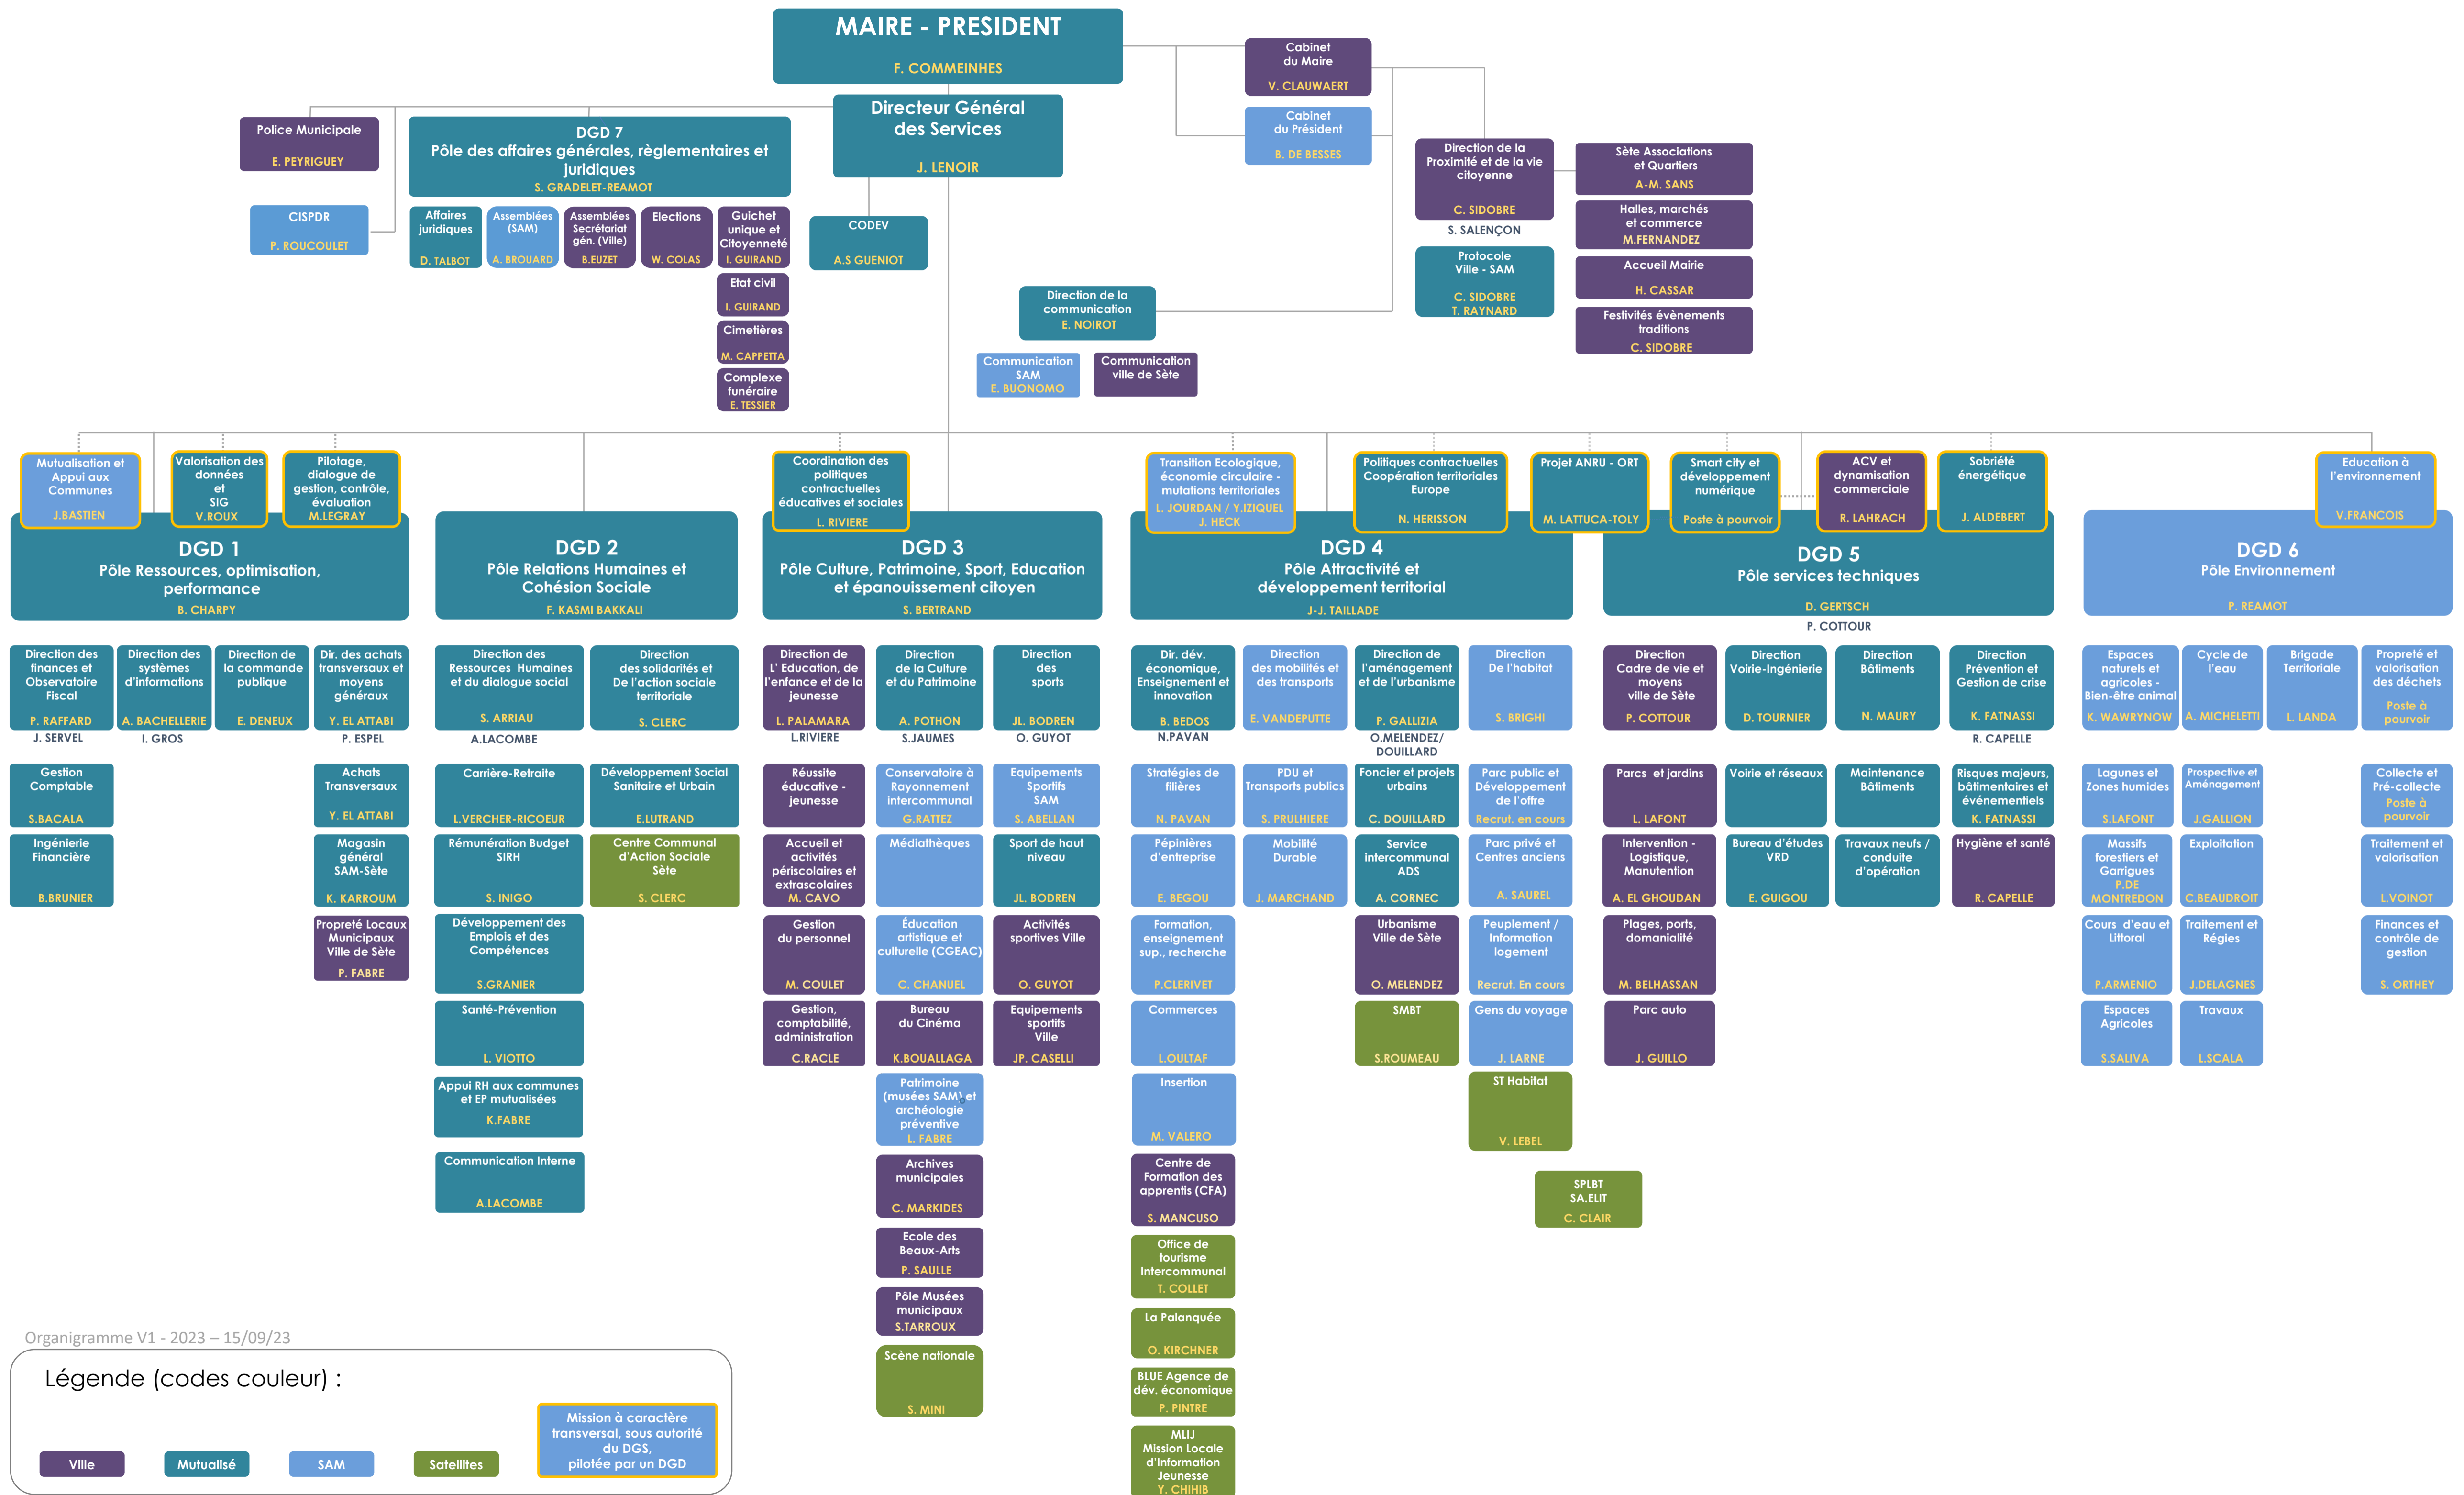 MAIRE - PRESIDENT
F. COMMEINHES
Cabinet
du Maire
V. CLAUWAERT
Cabinet
du Président
B. DE BESSES
Directeur Général
des Services
J. LENOIR
Police Municipale
E. PEYRIGUEY
CISPDR
P. ROUCOULET
DGD 7
Pôle des affaires générales, règlementaires et
juridiques
S. GRADELET-REAMOT
Affaires
juridiques
D. TALBOT
Assemblées
(SAM)
A. BROUARD
Assemblées
Secrétariat
gén. (Ville)
B.EUZET
Elections
W. COLAS
Guichet
unique et
Citoyenneté
I. GUIRAND
Etat civil
I. GUIRAND
Cimetières
M. CAPPETTA
Complexe
funéraire
E. TESSIER
CODEV
A.S GUENIOT
Direction de la
communication
E. NOIROT
Communication
SAM
E. BUONOMO
Communication
ville de Sète
Direction de la
Proximité et de la vie
citoyenne
C. SIDOBRE
S. SALENÇON
Protocole
Ville - SAM
C. SIDOBRE
T. RAYNARD
Sète Associations
et Quartiers
A-M. SANS
Halles, marchés
et commerce
M.FERNANDEZ
Accueil Mairie
H. CASSAR
Festivités évènements
traditions
C. SIDOBRE
Mutualisation et
Appui aux
Communes
J.BASTIEN
Valorisation des
données
et
SIG
V.ROUX
Pilotage,
dialogue de
gestion, contrôle,
évaluation
M.LEGRAY
Coordination des
politiques
contractuelles
éducatives et sociales
L. RIVIERE
Transition Ecologique,
économie circulaire -
mutations territoriales
L. JOURDAN / Y.IZIQUEL
J. HECK
Politiques contractuelles
Coopération territoriales
Europe
N. HERISSON
Projet ANRU - ORT
M. LATTUCA-TOLY
Smart city et
développement
numérique
Poste à pourvoir
ACV et
dynamisation
commerciale
R. LAHRACH
Sobriété
énergétique
J. ALDEBERT
Education à
l'environnement
V.FRANCOIS
DGD 1
Pôle Ressources, optimisation,
performance
B. CHARPY
DGD 2
Pôle Relations Humaines et
Cohésion Sociale
F. KASMI BAKKALI
DGD 3
Pôle Culture, Patrimoine, Sport, Education
et épanouissement citoyen
S. BERTRAND
DGD 4
Pôle Attractivité et
développement territorial
J-J. TAILLADE
DGD 5
Pôle services techniques
D. GERTSCH
P. COTTOUR
DGD 6
Pôle Environnement
P. REAMOT
Direction des
finances et
Observatoire
Fiscal
P. RAFFARD
J. SERVEL
Gestion
Comptable
S.BACALA
Ingénierie
Financière
B.BRUNIER
Direction des
systèmes
d'informations
A. BACHELLERIE
I. GROS
Direction de
la commande
publique
E. DENEUX
Dir. des achats
transversaux et
moyens
généraux
Y. EL ATTABI
P. ESPEL
Achats
Transversaux
Y. EL ATTABI
Magasin
général
SAM-Sète
K. KARROUM
Propreté Locaux
Municipaux
Ville de Sète
P. FABRE
Direction des
Ressources  Humaines
et du dialogue social
S. ARRIAU
A.LACOMBE
Carrière-Retraite
L.VERCHER-RICOEUR
Rémunération Budget
SIRH
S. INIGO
Développement des
Emplois et des
Compétences
S.GRANIER
Santé-Prévention
L. VIOTTO
Appui RH aux communes
et EP mutualisées
K.FABRE
Communication Interne
A.LACOMBE
Direction
des solidarités et
De l'action sociale
territoriale
S. CLERC
Développement Social
Sanitaire et Urbain
E.LUTRAND
Centre Communal
d'Action Sociale
Sète
S. CLERC
Direction de
L' Education, de
l'enfance et de la
jeunesse
L. PALAMARA
L.RIVIERE
Réussite
éducative -
jeunesse
Accueil et
activités
périscolaires et
extrascolaires
M. CAVO
Gestion
du personnel
M. COULET
Gestion,
comptabilité,
administration
C.RACLE
Direction
de la Culture
et du Patrimoine
A. POTHON
S.JAUMES
Conservatoire à
Rayonnement
intercommunal
G.RATTEZ
Médiathèques
Éducation
artistique et
culturelle (CGEAC)
C. CHANUEL
Bureau
du Cinéma
K.BOUALLAGA
Patrimoine
(musées SAM) et
archéologie
préventive
L. FABRE
Archives
municipales
C. MARKIDES
Ecole des
Beaux-Arts
P. SAULLE
Pôle Musées
municipaux
S.TARROUX
Scène nationale
S. MINI
Direction
des
sports
JL. BODREN
O. GUYOT
Equipements
Sportifs
SAM
S. ABELLAN
Sport de haut
niveau
JL. BODREN
Activités
sportives Ville
O. GUYOT
Equipements
sportifs
Ville
JP. CASELLI
Dir. dév.
économique,
Enseignement et
innovation
B. BEDOS
N.PAVAN
Stratégies de
filières
N. PAVAN
Pépinières
d'entreprise
E. BEGOU
Formation,
enseignement
sup., recherche
P.CLERIVET
Commerces
L.OULTAF
Insertion
M. VALERO
Centre de
Formation des
apprentis (CFA)
S. MANCUSO
Office de
tourisme
Intercommunal
T. COLLET
La Palanquée
O. KIRCHNER
BLUE Agence de
dév. économique
P. PINTRE
MLIJ
Mission Locale
d'Information
Jeunesse
Y. CHIHIB
Direction
des mobilités et
des transports
E. VANDEPUTTE
PDU et
Transports publics
S. PRULHIERE
Mobilité
Durable
J. MARCHAND
Direction de
l'aménagement
et de l'urbanisme
P. GALLIZIA
O.MELENDEZ/
DOUILLARD
Foncier et projets
urbains
C. DOUILLARD
Service
intercommunal
ADS
A. CORNEC
Urbanisme
Ville de Sète
O. MELENDEZ
SMBT
S.ROUMEAU
Direction
De l'habitat
S. BRIGHI
Parc public et
Développement
de l'offre
Recrut. en cours
Parc privé et
Centres anciens
A. SAUREL
Peuplement /
Information
logement
Recrut. En cours
Gens du voyage
J. LARNE
ST Habitat
V. LEBEL
SPLBT
SA.ELIT
C. CLAIR
Direction
Cadre de vie et
moyens
ville de Sète
P. COTTOUR
Parcs  et jardins
L. LAFONT
Intervention -
Logistique,
Manutention
A. EL GHOUDAN
Plages, ports,
domanialité
M. BELHASSAN
Parc auto
J. GUILLO
Direction
Voirie-Ingénierie
D. TOURNIER
Voirie et réseaux
Bureau d'études
VRD
E. GUIGOU
Direction
Bâtiments
N. MAURY
Maintenance
Bâtiments
Travaux neufs /
conduite
d'opération
Direction
Prévention et
Gestion de crise
K. FATNASSI
R. CAPELLE
Risques majeurs,
bâtimentaires et
événementiels
K. FATNASSI
Hygiène et santé
R. CAPELLE
Espaces
naturels et
agricoles -
Bien-être animal
K. WAWRYNOW
Lagunes et
Zones humides
S.LAFONT
Massifs
forestiers et
Garrigues
P.DE
MONTREDON
Cours  d'eau et
Littoral
P.ARMENIO
Espaces
Agricoles
S.SALIVA
Cycle de
l'eau
A. MICHELETTI
Prospective et
Aménagement
J.GALLION
Exploitation
C.BEAUDROIT
Traitement et
Régies
J.DELAGNES
Travaux
L.SCALA
Brigade
Territoriale
L. LANDA
Propreté et
valorisation
des déchets
Poste à
pourvoir
Collecte et
Pré-collecte
Poste à
pourvoir
Traitement et
valorisation
L.VOINOT
Finances et
contrôle de
gestion
S. ORTHEY
Organigramme V1 - 2023 – 15/09/23
Légende (codes couleur) :
Ville
Mutualisé
SAM
Satellites
Mission à caractère
transversal, sous autorité
du DGS,
pilotée par un DGD